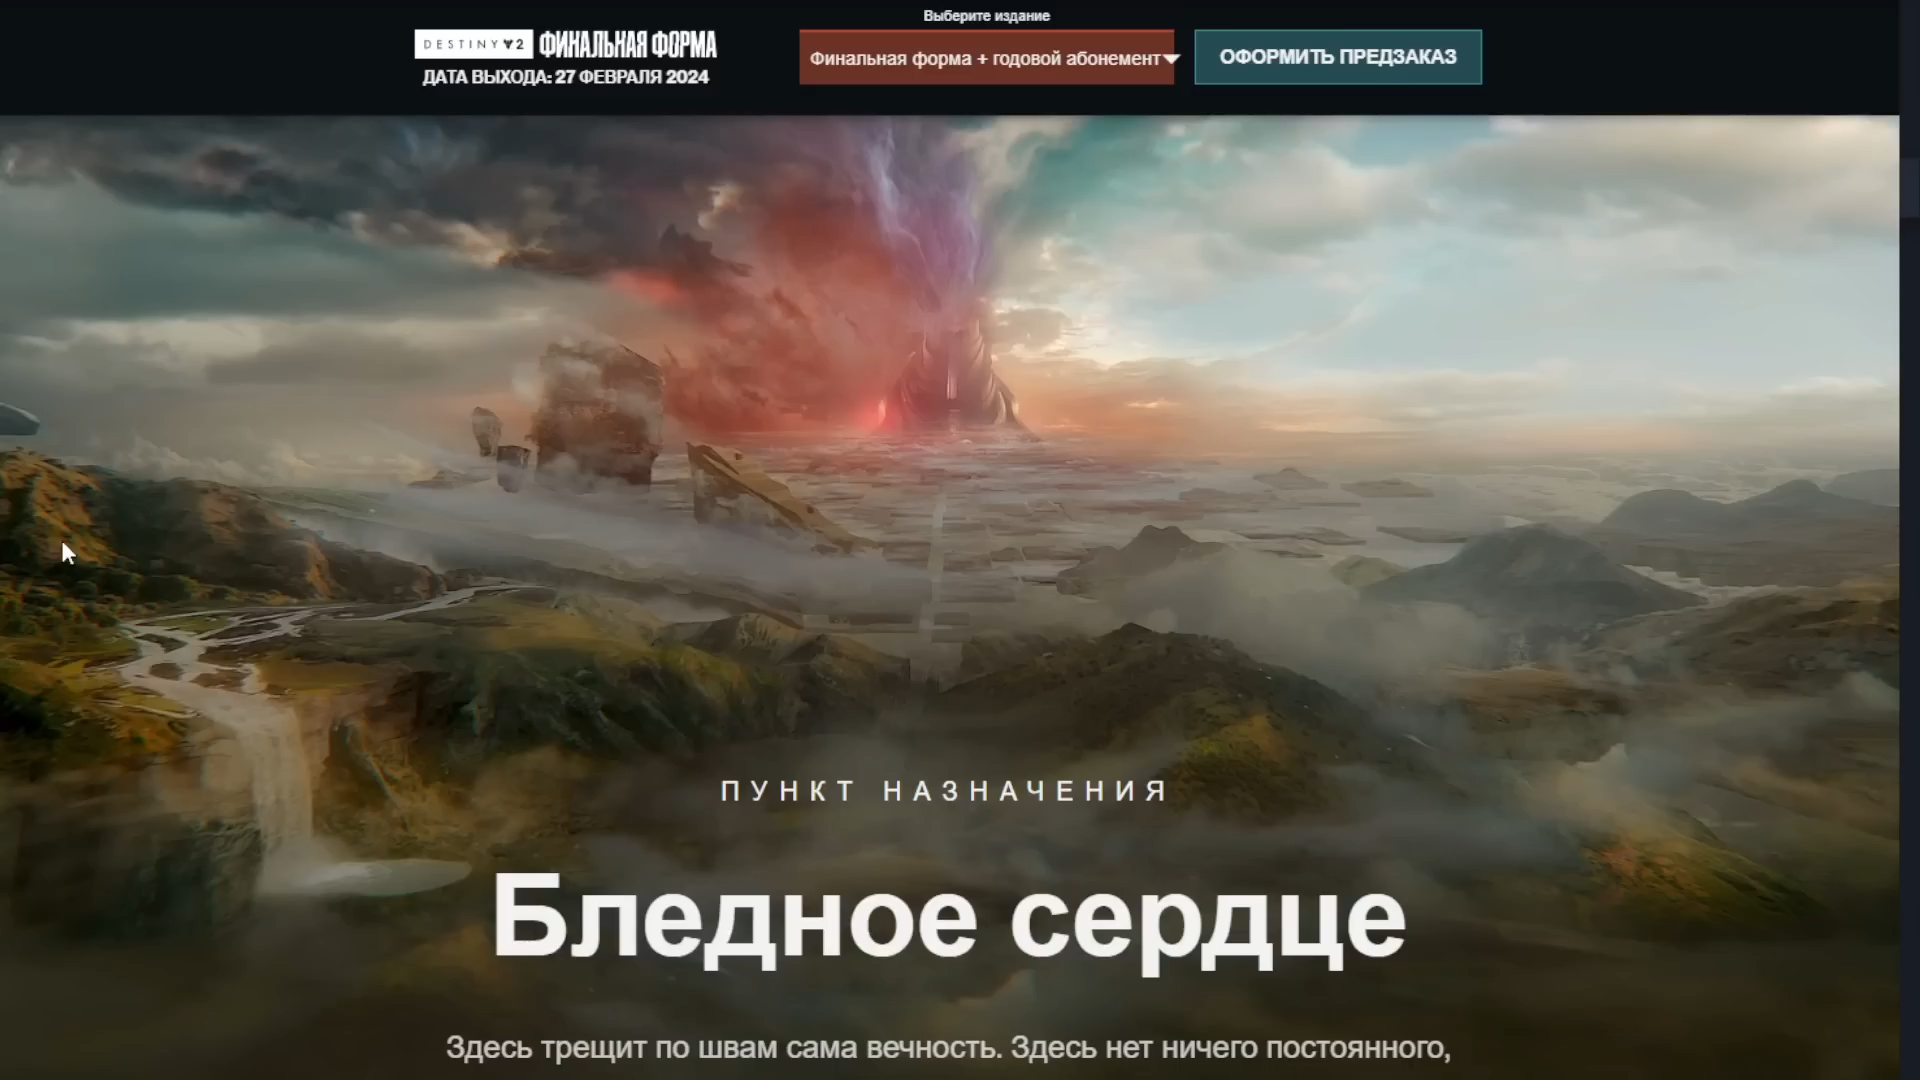 Выберите издание
DESTINY 2 ФИНАЛЬНАЯ ФОРМА
ДАТА ВЫХОДА: 27 ФЕВРАЛЯ 2024
Финальная форма + годовой абонемент
ОФОРМИТЬ ПРЕДЗАКАЗ
ПУНКТ НАЗНАЧЕНИЯ
Бледное сердце
Здесь трещит по швам сама вечность. Здесь нет ничего постоянного,